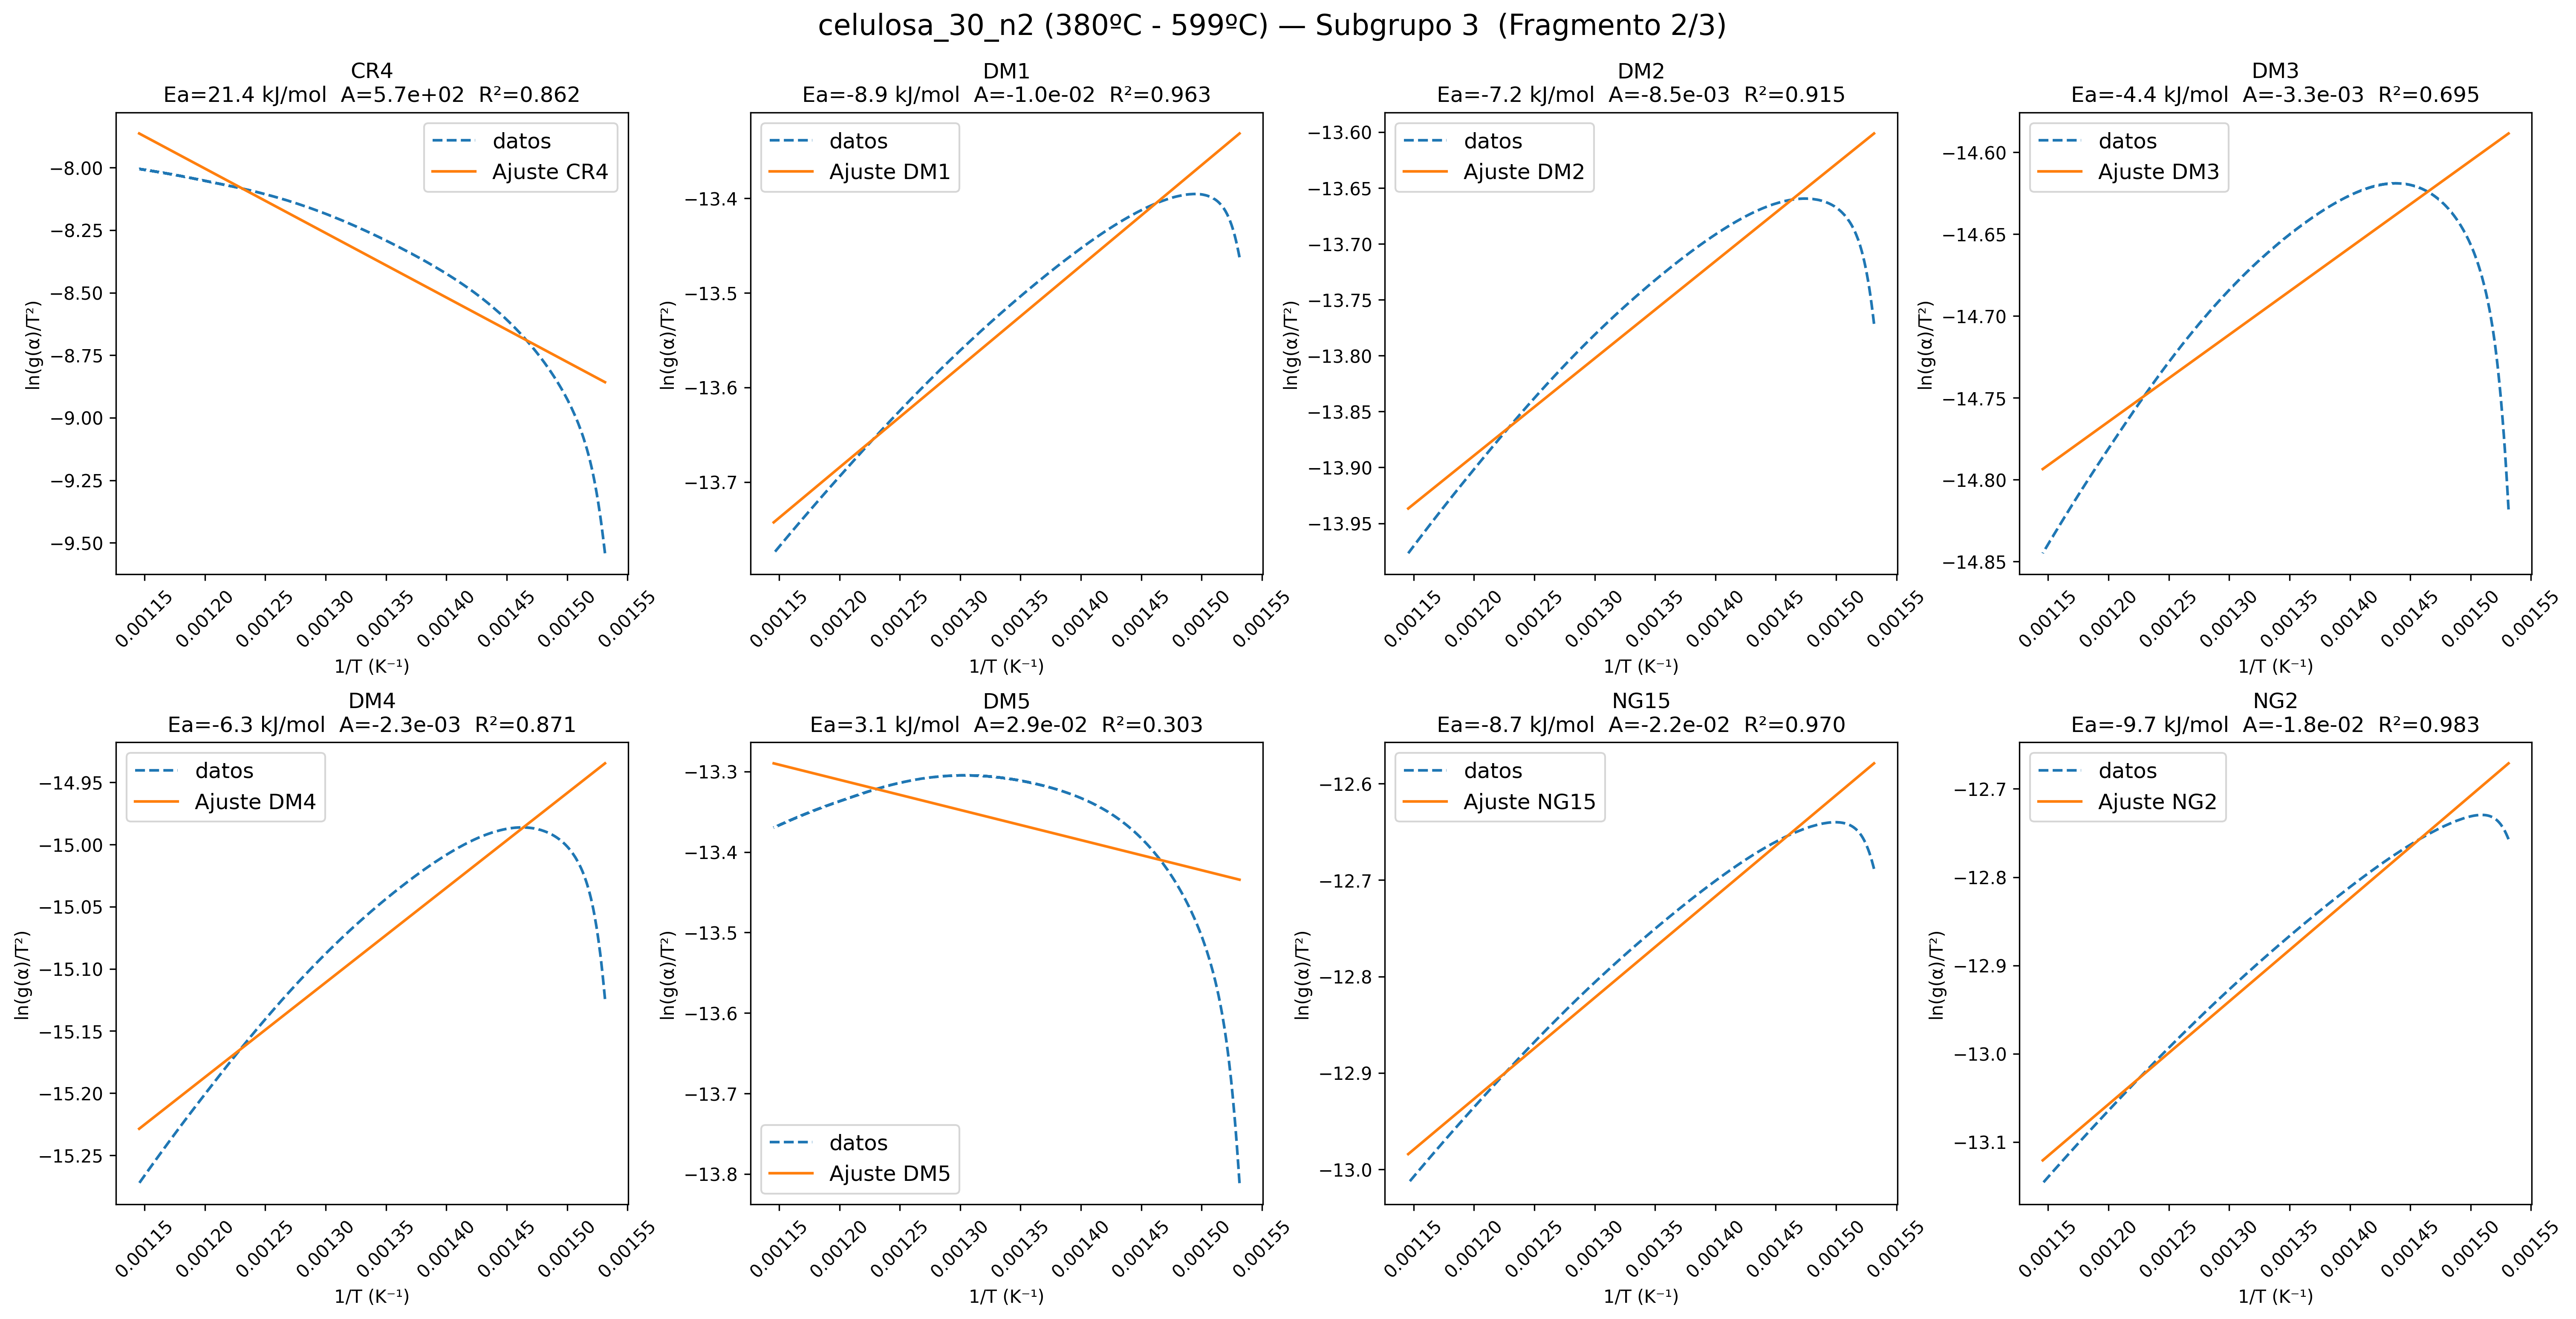 celulosa_30_n2 (380ºC - 599ºC) — Subgrupo 3  (Fragmento 2/3)
CR4
Ea=21.4 kJ/mol  A=5.7e+02  R²=0.862
datos
Ajuste CR4
ln(g(α)/T²)
−8.00
−8.25
−8.50
−8.75
−9.00
−9.25
−9.50
0.00115
0.00120
0.00125
0.00130
0.00135
0.00140
0.00145
0.00150
0.00155
1/T (K⁻¹)
DM1
Ea=-8.9 kJ/mol  A=-1.0e-02  R²=0.963
datos
Ajuste DM1
ln(g(α)/T²)
−13.4
−13.5
−13.6
−13.7
0.00115
0.00120
0.00125
0.00130
0.00135
0.00140
0.00145
0.00150
0.00155
1/T (K⁻¹)
DM2
Ea=-7.2 kJ/mol  A=-8.5e-03  R²=0.915
datos
Ajuste DM2
ln(g(α)/T²)
−13.60
−13.65
−13.70
−13.75
−13.80
−13.85
−13.90
−13.95
0.00115
0.00120
0.00125
0.00130
0.00135
0.00140
0.00145
0.00150
0.00155
1/T (K⁻¹)
DM3
Ea=-4.4 kJ/mol  A=-3.3e-03  R²=0.695
datos
Ajuste DM3
ln(g(α)/T²)
−14.60
−14.65
−14.70
−14.75
−14.80
−14.85
0.00115
0.00120
0.00125
0.00130
0.00135
0.00140
0.00145
0.00150
0.00155
1/T (K⁻¹)
DM4
Ea=-6.3 kJ/mol  A=-2.3e-03  R²=0.871
datos
Ajuste DM4
ln(g(α)/T²)
−14.95
−15.00
−15.05
−15.10
−15.15
−15.20
−15.25
0.00115
0.00120
0.00125
0.00130
0.00135
0.00140
0.00145
0.00150
0.00155
1/T (K⁻¹)
DM5
Ea=3.1 kJ/mol  A=2.9e-02  R²=0.303
datos
Ajuste DM5
ln(g(α)/T²)
−13.3
−13.4
−13.5
−13.6
−13.7
−13.8
0.00115
0.00120
0.00125
0.00130
0.00135
0.00140
0.00145
0.00150
0.00155
1/T (K⁻¹)
NG15
Ea=-8.7 kJ/mol  A=-2.2e-02  R²=0.970
datos
Ajuste NG15
ln(g(α)/T²)
−12.6
−12.7
−12.8
−12.9
−13.0
0.00115
0.00120
0.00125
0.00130
0.00135
0.00140
0.00145
0.00150
0.00155
1/T (K⁻¹)
NG2
Ea=-9.7 kJ/mol  A=-1.8e-02  R²=0.983
datos
Ajuste NG2
ln(g(α)/T²)
−12.7
−12.8
−12.9
−13.0
−13.1
0.00115
0.00120
0.00125
0.00130
0.00135
0.00140
0.00145
0.00150
0.00155
1/T (K⁻¹)